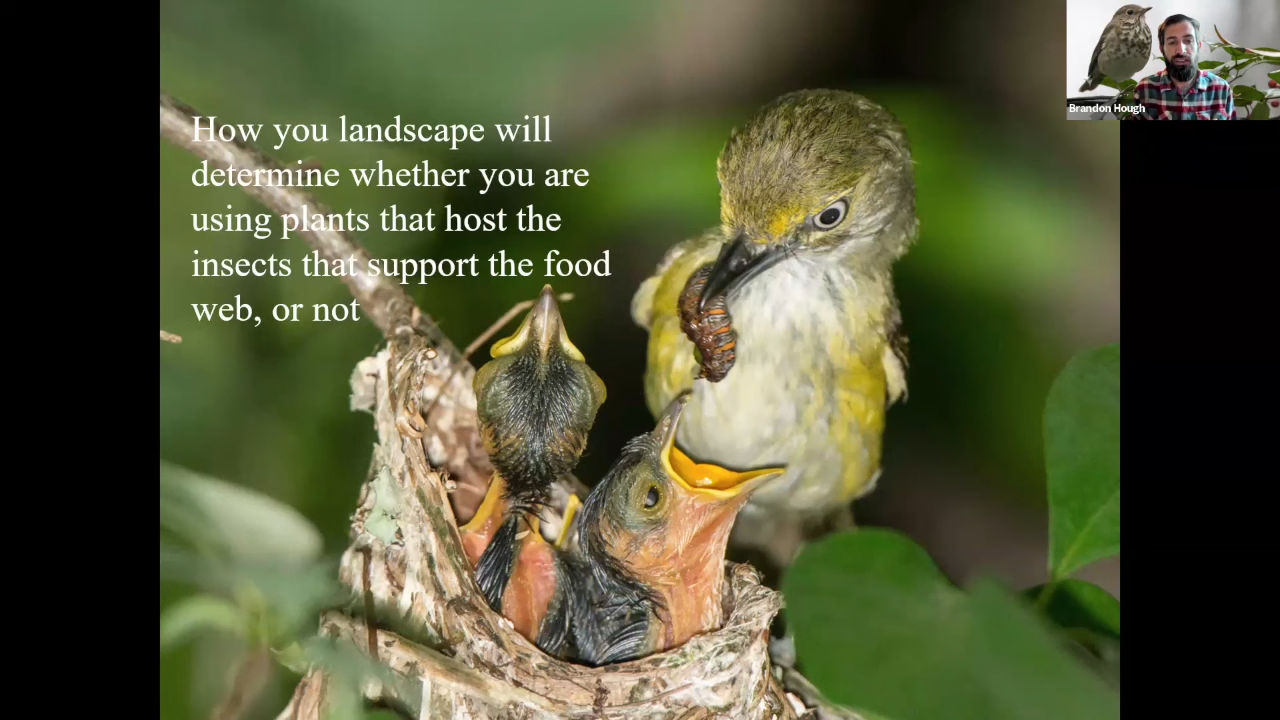 How you landscape will
determine whether you are
using plants that host the
insects that support the food
web, or not
Brandon Hough